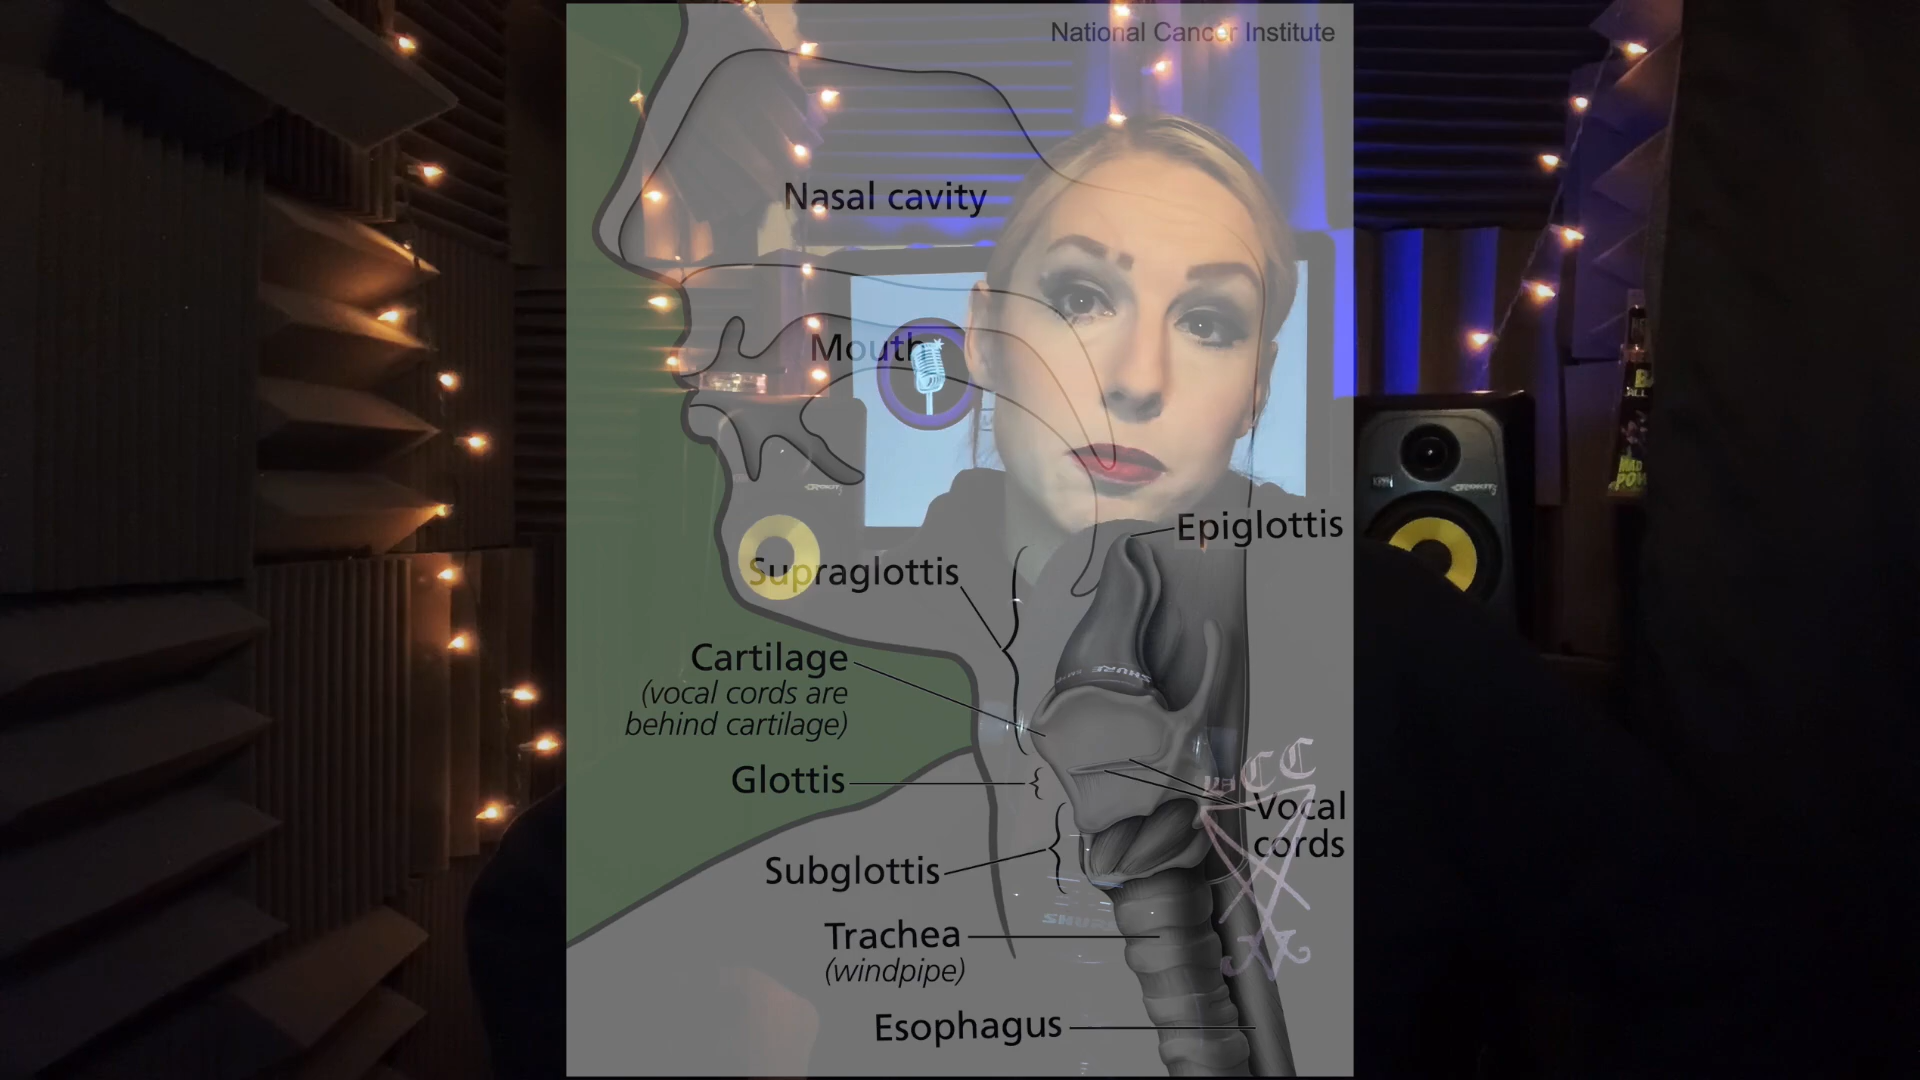 National Cancer Institute
Nasal cavity
Mouth
Epiglottis
Supraglottis
Cartilage
(vocal cords are
behind cartilage)
SHURE
Glottis
Vocal
cords
Subglottis
Trachea
(windpipe)
Esophagus